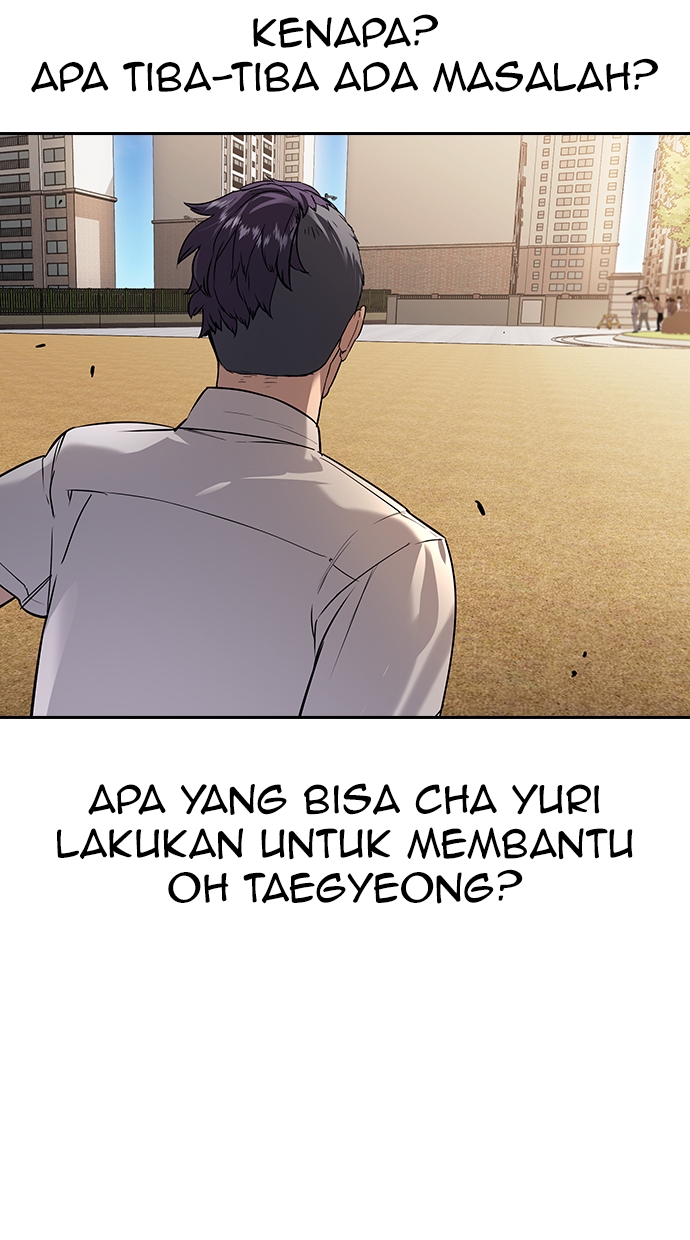 KENAPA?
APA TIBA-TIBA ADA MASALAH?
APA YANG BISA CHA YURI
LAKUKAN UNTUK MEMBANTU
OH TAEGYEONG?